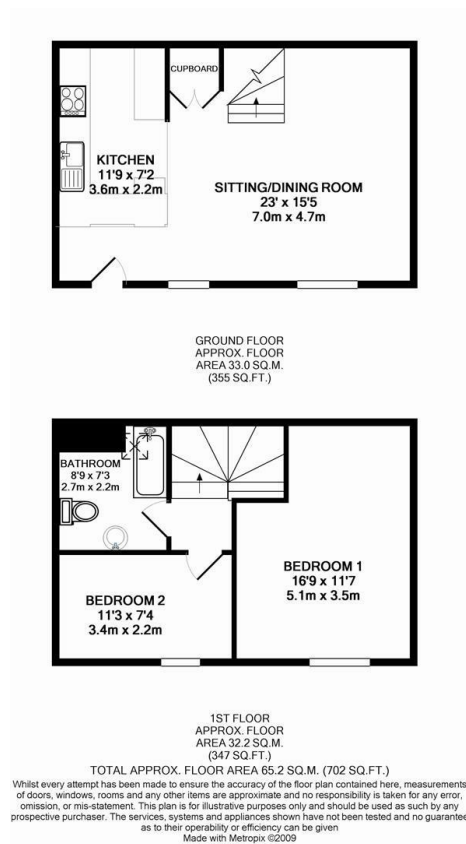 CUPBOARD
KITCHEN
11'9 x 7'2
3.6m x 2.2m
SITTING/DINING ROOM
23' x 15'5
7.0m x 4.7m
GROUND FLOOR
APPROX. FLOOR
AREA 33.0 SQ.M.
(355 SQ.FT.)
BATHROOM
8'9 x 7'3
2.7m x 2.2m
BEDROOM 1
16'9 x 11'7
5.1m x 3.5m
BEDROOM 2
11'3 x 7'4
3.4m x 2.2m
1ST FLOOR
APPROX. FLOOR
AREA 32.2 SQ.M.
(347 SQ.FT.)
TOTAL APPROX. FLOOR AREA 65.2 SQ.M. (702 SQ.FT.)
Whilst every attempt has been made to ensure the accuracy of the floor plan contained here, measurements
of doors, windows, rooms and any other items are approximate and no responsibility is taken for any error,
omission, or mis-statement. This plan is for illustrative purposes only and should be used as such by any
prospective purchaser. The services, systems and appliances shown have not been tested and no guarantee
as to their operability or efficiency can be given
Made with Metropix ©2009